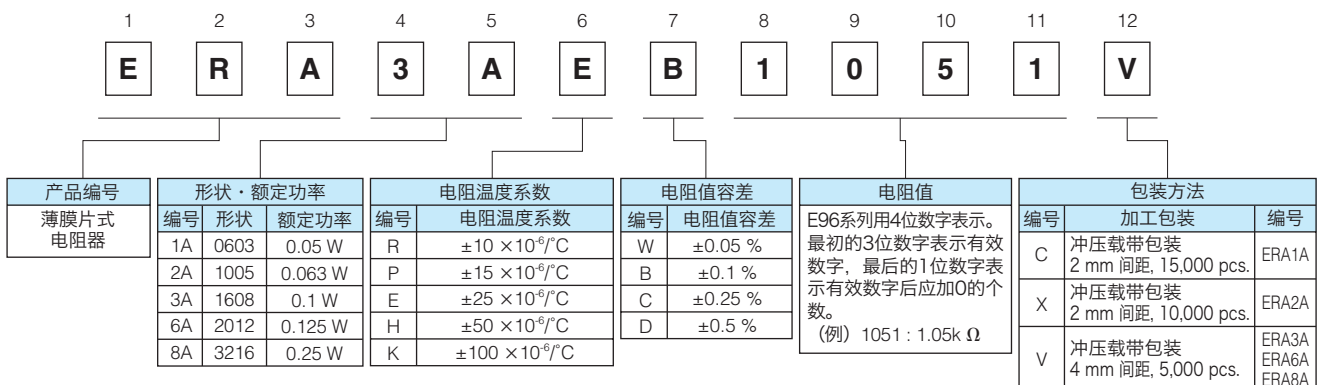 1 2 3 4 5 6 7 8 9 10 11 12
E R A 3 A E B 1 0 5 1 V
产品编号
薄膜片式
电阻器
形状・额定功率
编号 形状 额定功率
1A 0603 0.05 W
2A 1005 0.063 W
3A 1608 0.1 W
6A 2012 0.125 W
8A 3216 0.25 W
电阻温度系数
编号 电阻温度系数
R ±10 ×10⁻⁶/°C
P ±15 ×10⁻⁶/°C
E ±25 ×10⁻⁶/°C
H ±50 ×10⁻⁶/°C
K ±100 ×10⁻⁶/°C
电阻值容差
编号 电阻值容差
W ±0.05 %
B ±0.1 %
C ±0.25 %
D ±0.5 %
电阻值
E96系列用4位数字表示。
最初的3位数字表示有效
数字，最后的1位数字表
示有效数字后应加0的个
数。
（例）1051 : 1.05k Ω
包装方法
编号 加工包装 编号
C 冲压载带包装
2 mm 间距, 15,000 pcs. ERA1A
X 冲压载带包装
2 mm 间距, 10,000 pcs. ERA2A
V 冲压载带包装
4 mm 间距, 5,000 pcs. ERA3A
ERA6A
ERA8A